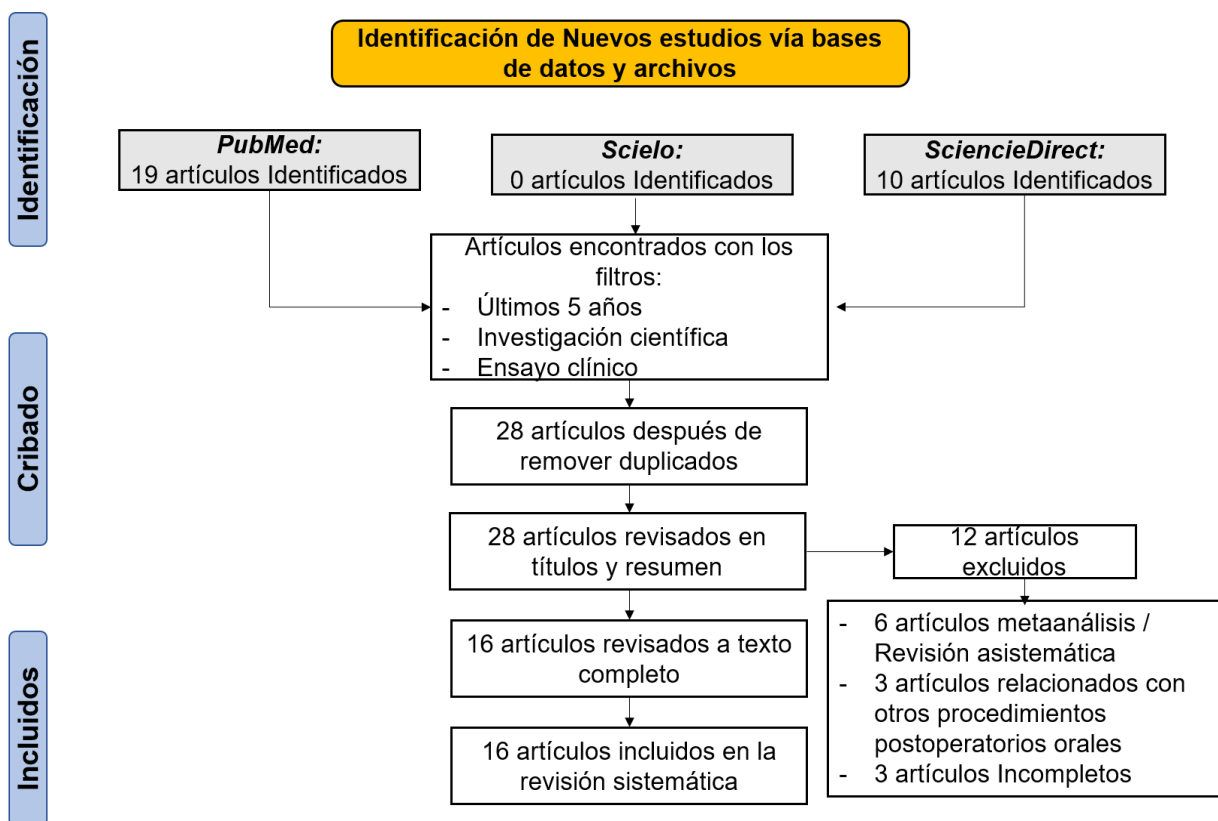 Identificación
Identificación de Nuevos estudios vía bases
de datos y archivos
PubMed:
19 artículos Identificados
Scielo:
0 artículos Identificados
SciencieDirect:
10 artículos Identificados
Artículos encontrados con los
filtros:
- Últimos 5 años
- Investigación científica
- Ensayo clínico
Cribado
28 artículos después de
remover duplicados
28 artículos revisados en
títulos y resumen
12 artículos
excluidos
- 6 artículos metaanálisis /
Revisión asistemática
- 3 artículos relacionados con
otros procedimientos
postoperatorios orales
- 3 artículos Incompletos
Incluidos
16 artículos revisados a texto
completo
16 artículos incluidos en la
revisión sistemática